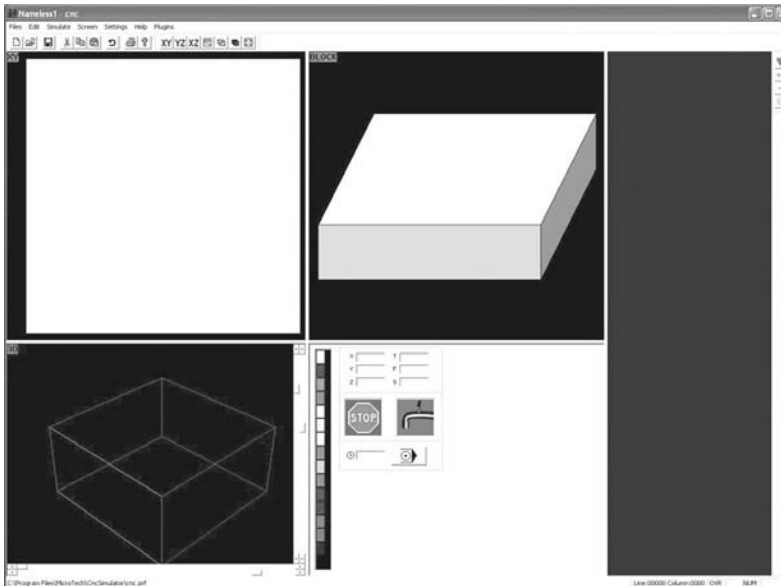 Nameless1 - cnc
Files Edit Simulate Screen Settings Help Plugins
XY YZ XZ
XY
BLOCK
3D
X T
Y F
Z S
STOP
C:\Program Files\MicroTech\CncSimulator\cnc.prf
Line:00000 Column:0000 OVR NUM